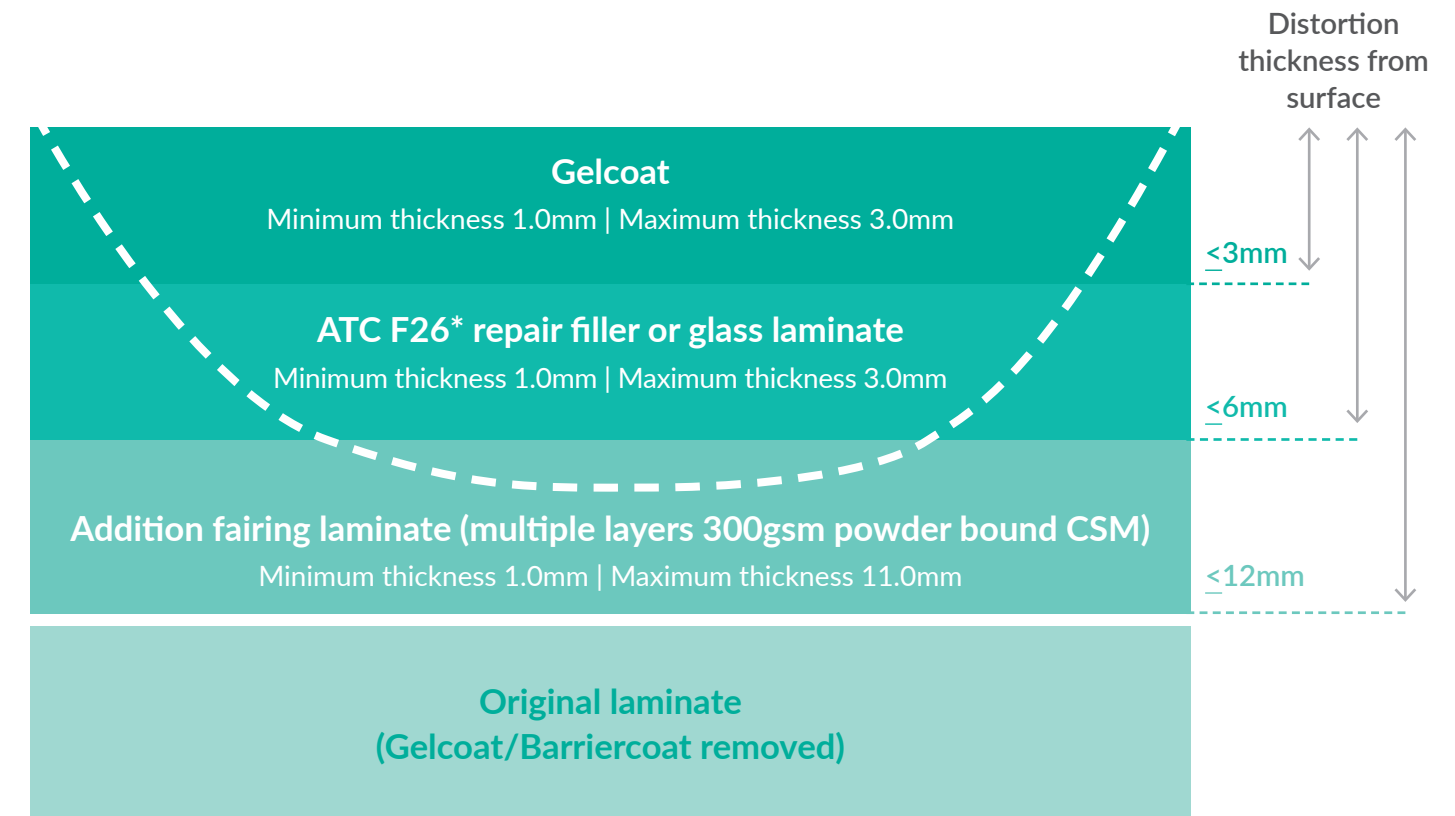 Distortion
thickness from
surface
Gelcoat
Minimum thickness 1.0mm | Maximum thickness 3.0mm
≤3mm
ATC F26* repair filler or glass laminate
Minimum thickness 1.0mm | Maximum thickness 3.0mm
≤6mm
Addition fairing laminate (multiple layers 300gsm powder bound CSM)
Minimum thickness 1.0mm | Maximum thickness 11.0mm
≤12mm
Original laminate
(Gelcoat/Barriercoat removed)